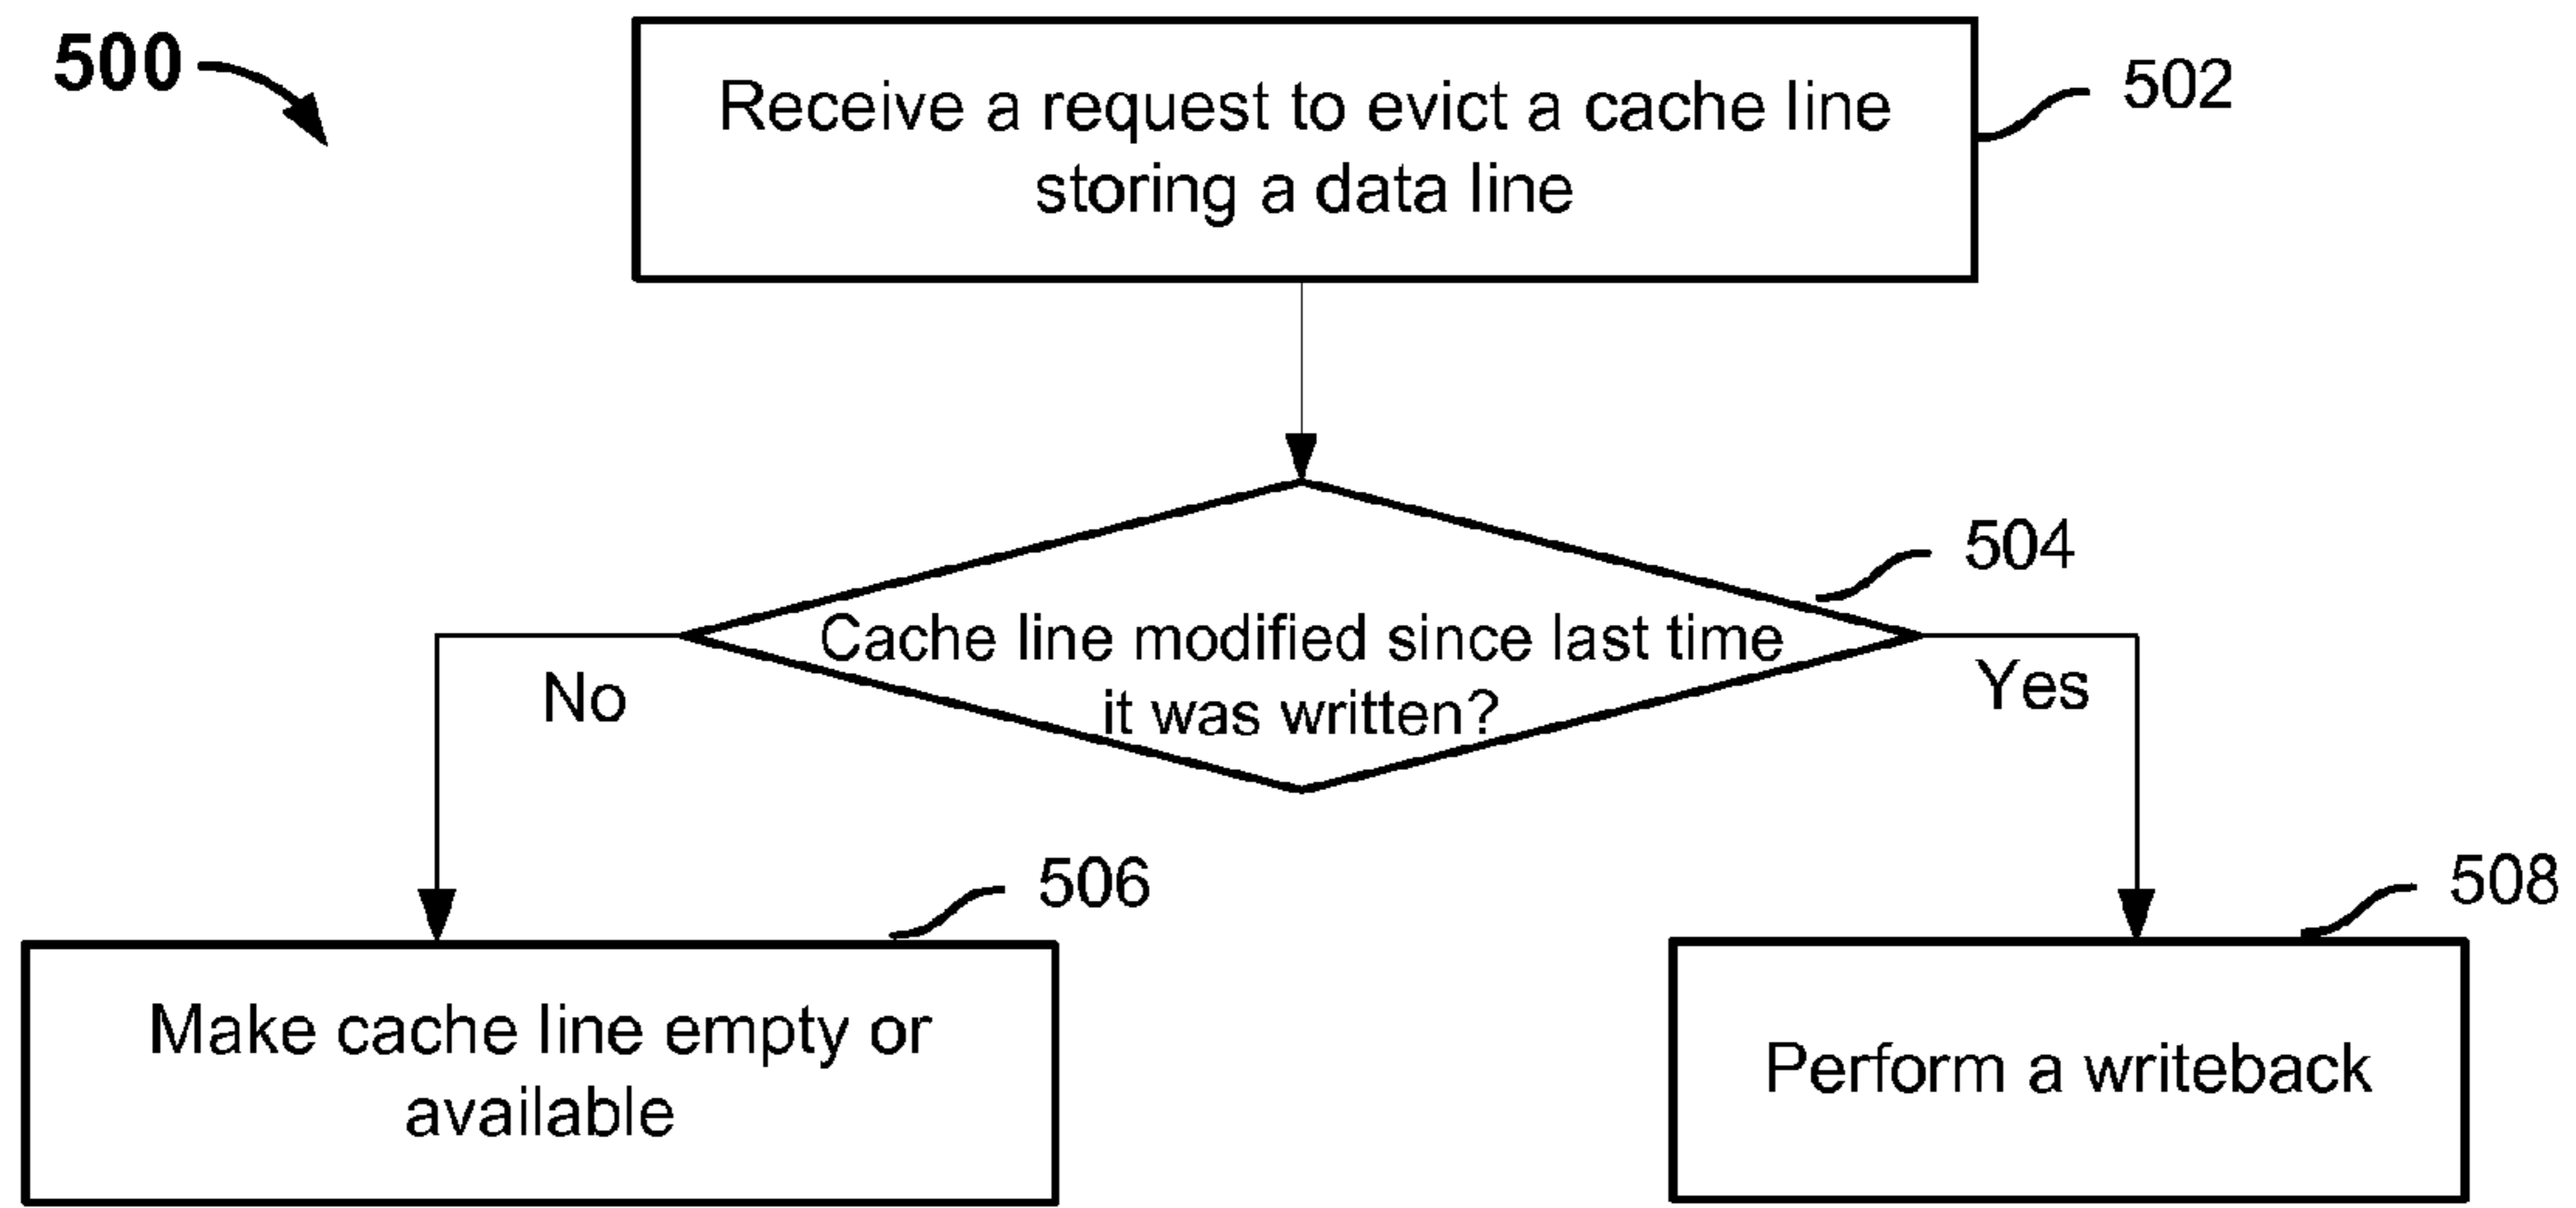 500
Receive a request to evict a cache line
storing a data line
502
504
Cache line modified since last time
it was written?
No
Yes
506
508
Make cache line empty or
available
Perform a writeback